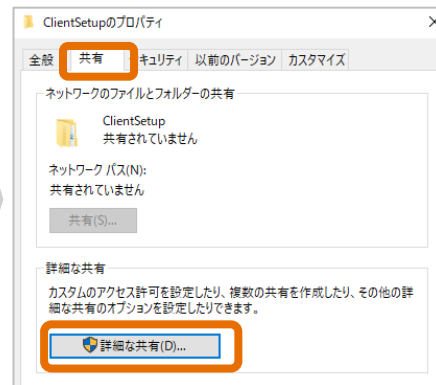 ClientSetupのプロパティ
全般 共有 キュリティ 以前のバージョン カスタマイズ
ネットワークのファイルとフォルダーの共有
ClientSetup
共有されていません
ネットワーク パス(N):
共有されていません
共有(S)...
詳細な共有
カスタムのアクセス許可を設定したり、複数の共有を作成したり、その他の詳
細な共有のオプションを設定したりできます。
詳細な共有(D)...